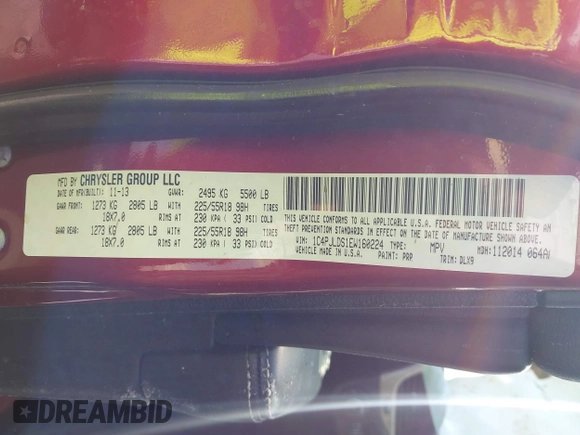 MFD BY CHRYSLER GROUP LLC
DATE OF MFR(BUILT): 11-13 GVWR: 2495 KG 5500 LB
GAWR FRONT: 1273 KG 2805 LB 225/55R18 98H TIRES
18X7.0 RIMS AT 230 KPA ( 33 PSI) COLD
GAWR REAR: 1273 KG 2805 LB 225/55R18 98H TIRES
18X7.0 RIMS AT 230 KPA ( 33 PSI) COLD
THIS VEHICLE CONFORMS TO ALL APPLICABLE U.S.A. FEDERAL MOTOR VEHICLE SAFETY AN
THEFT PREVENTION STANDARDS IN EFFECT ON THE DATE OF MANUFACTURE SHOWN ABOVE.
VIN: 1C4PJLDS1EW160224 TYPE: MPV MDH: 112014 064A
VEHICLE MADE IN U.S.A. PAINT: PRP TRIM: DLX9
DREAMBID